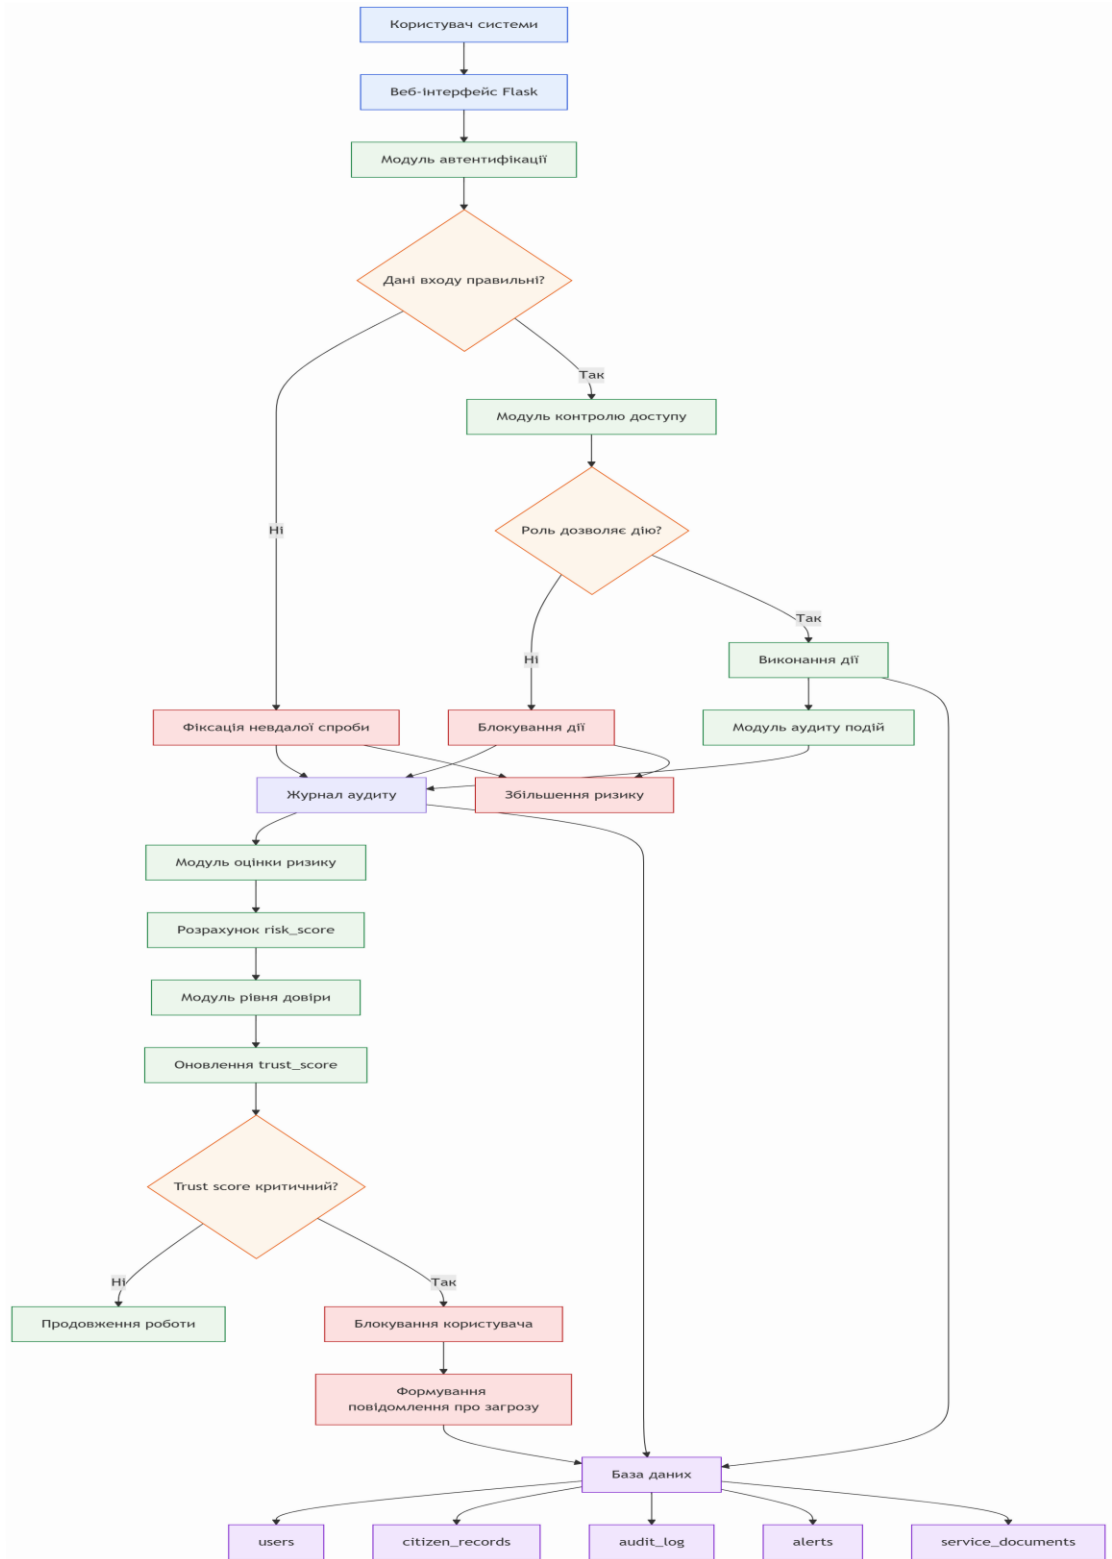 Користувач системи
Веб-інтерфейс Flask
Модуль автентифікації
Дані входу правильні?
Так
Модуль контролю доступу
Ні
Роль дозволяє дію?
Так
Ні
Виконання дії
Фіксація невдалої спроби
Блокування дії
Модуль аудиту подій
Журнал аудиту
Збільшення ризику
Модуль оцінки ризику
Розрахунок risk_score
Модуль рівня довіри
Оновлення trust_score
Trust score критичний?
Ні
Так
Продовження роботи
Блокування користувача
Формування
повідомлення про загрозу
База даних
users
citizen_records
audit_log
alerts
service_documents